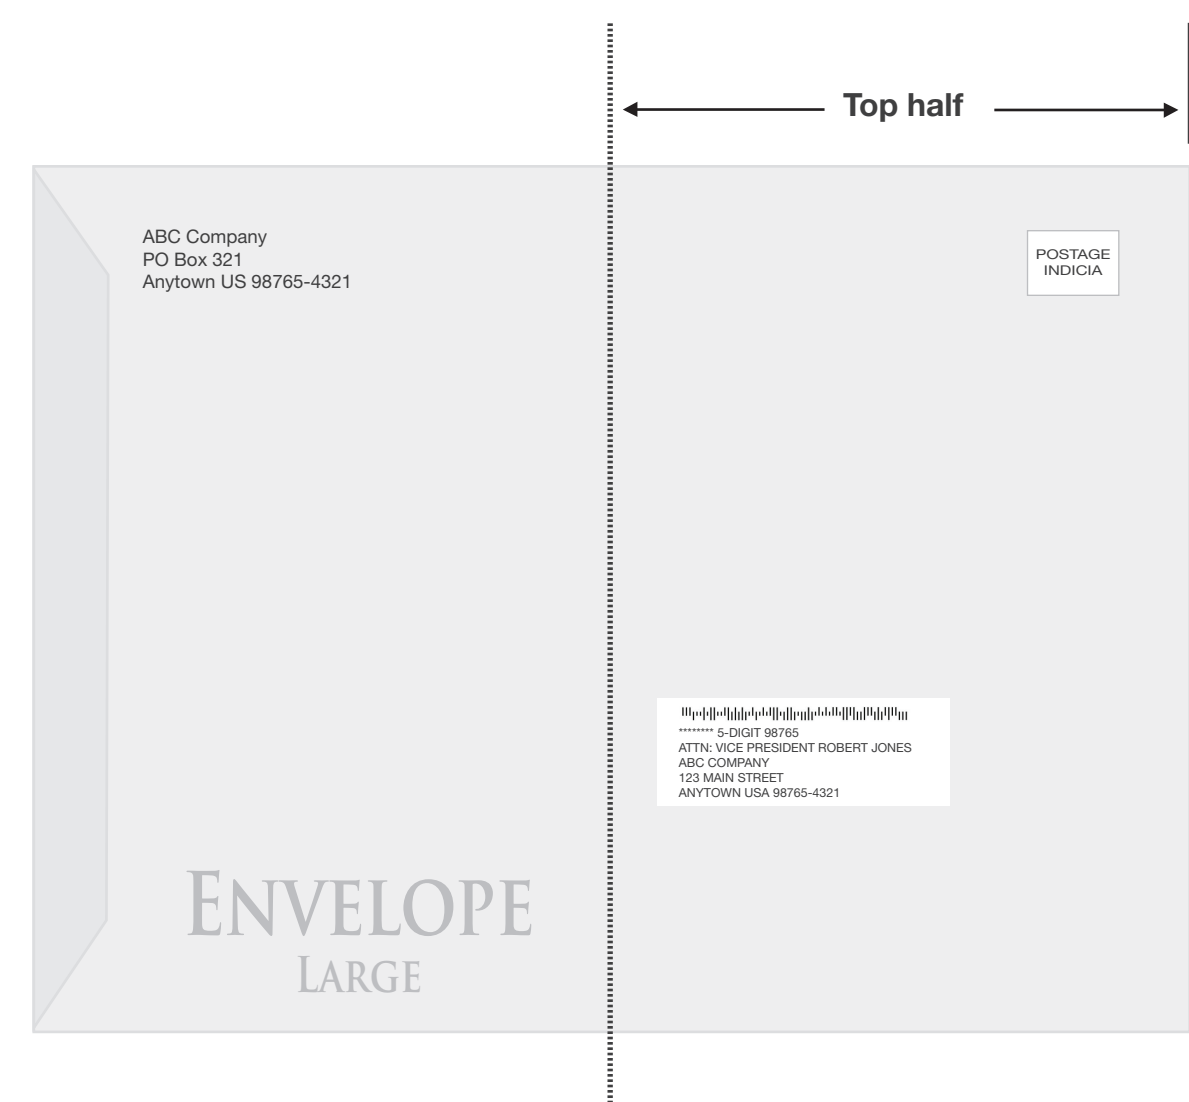 Top half
ABC Company
PO Box 321
Anytown US 98765-4321
POSTAGE
INDICIA
******** 5-DIGIT 98765
ATTN: VICE PRESIDENT ROBERT JONES
ABC COMPANY
123 MAIN STREET
ANYTOWN USA 98765-4321
ENVELOPE
LARGE